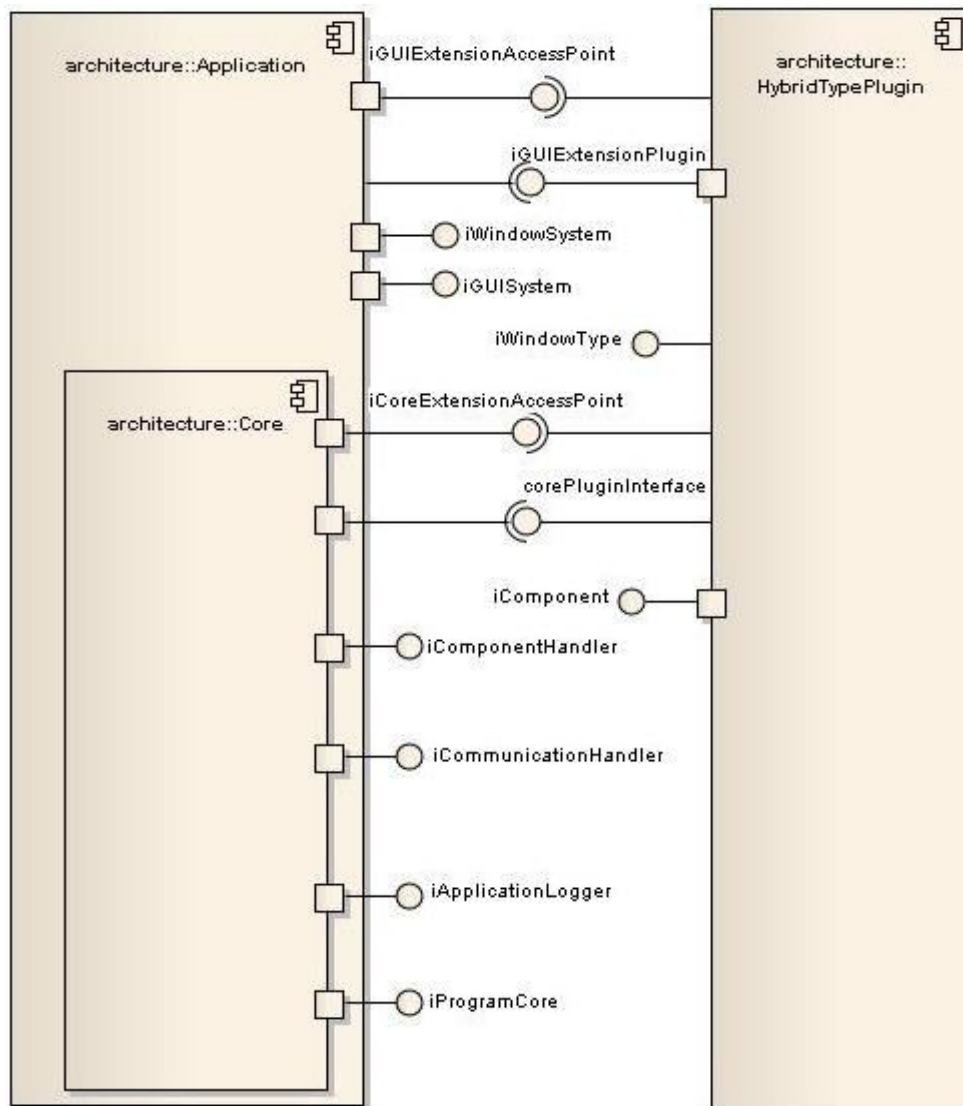 architecture::Application
iGUIExtensionAccessPoint
architecture::
HybridTypePlugin
iGUIExtensionPlugin
iWindowSystem
iGUISystem
iWindowType
iCoreExtensionAccessPoint
architecture::Core
corePluginInterface
iComponent
iComponentHandler
iCommunicationHandler
iApplicationLogger
iProgramCore